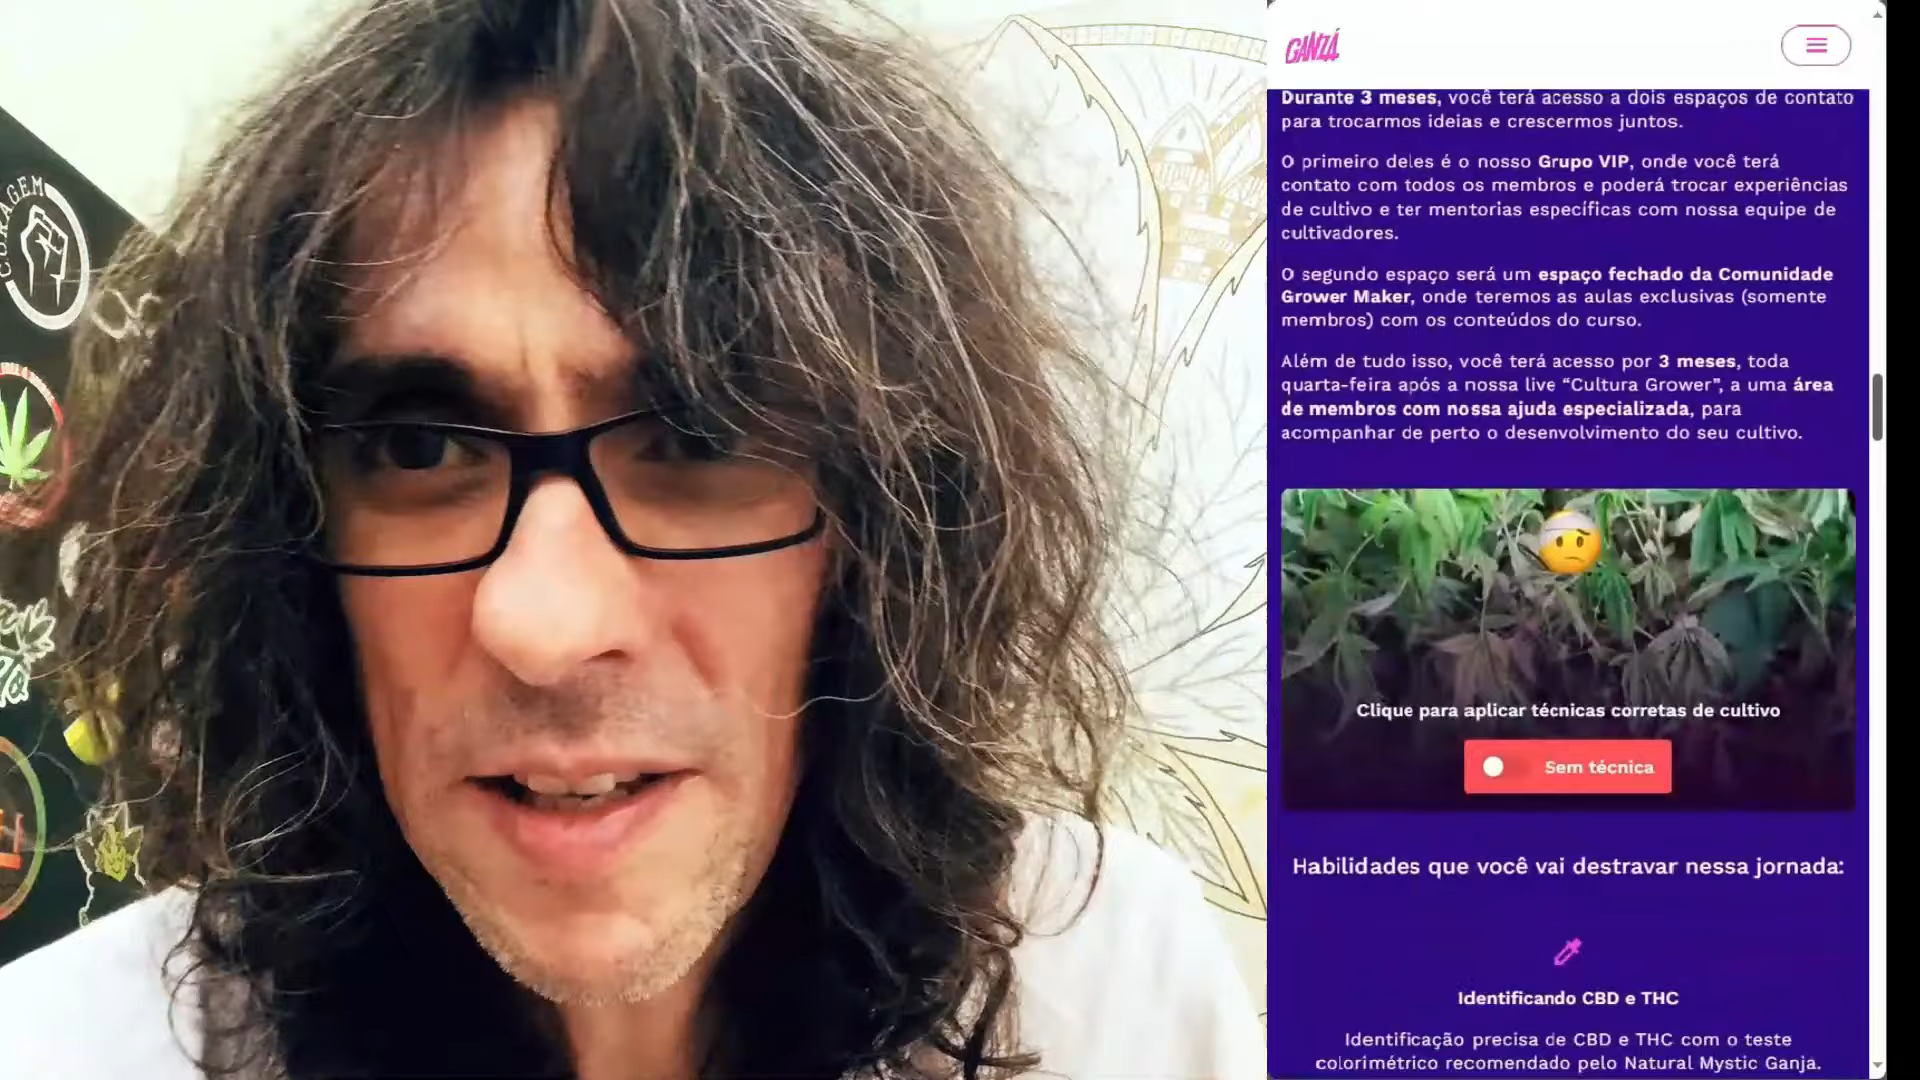 CORAGEM
GANZÁ
Durante 3 meses, você terá acesso a dois espaços de contato
para trocarmos ideias e crescermos juntos.
O primeiro deles é o nosso Grupo VIP, onde você terá
contato com todos os membros e poderá trocar experiências
de cultivo e ter mentorias específicas com nossa equipe de
cultivadores.
O segundo espaço será um espaço fechado da Comunidade
Grower Maker, onde teremos as aulas exclusivas (somente
membros) com os conteúdos do curso.
Além de tudo isso, você terá acesso por 3 meses, toda
quarta-feira após a nossa live “Cultura Grower”, a uma área
de membros com nossa ajuda especializada, para
acompanhar de perto o desenvolvimento do seu cultivo.
Clique para aplicar técnicas corretas de cultivo
Sem técnica
Habilidades que você vai destravar nessa jornada:
Identificando CBD e THC
Identificação precisa de CBD e THC com o teste
colorimétrico recomendado pelo Natural Mystic Ganja.